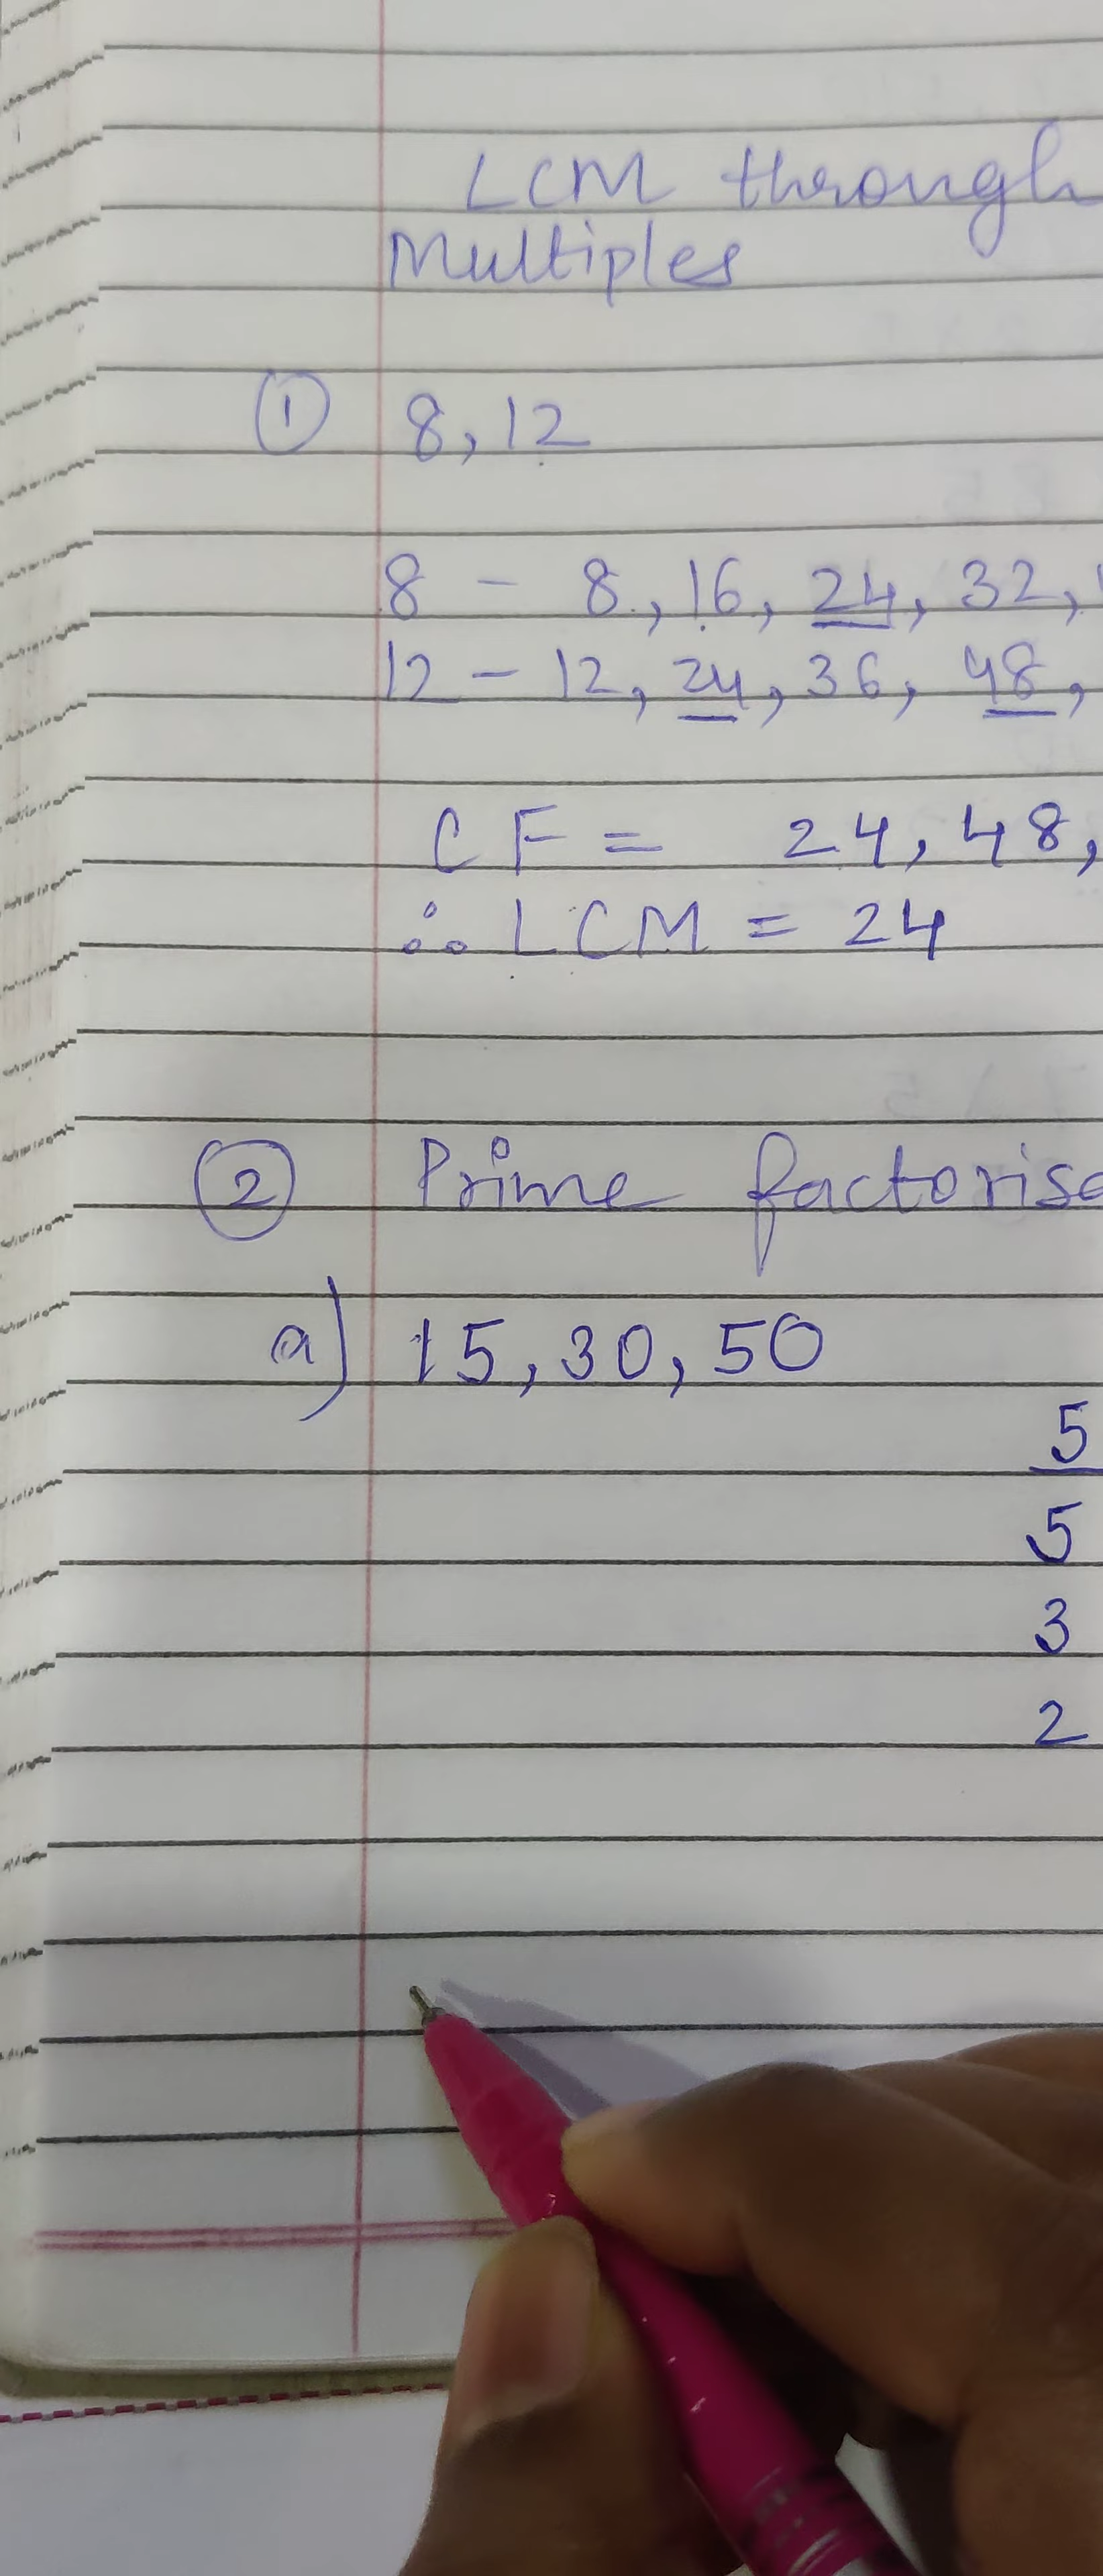 LCM through
Multiples
1 8, 12
8 - 8, 16, 24, 32,
12 - 12, 24, 36, 48,
CF = 24, 48,
∴ LCM = 24
2 Prime factorise
a) 15, 30, 50
5
5
3
2